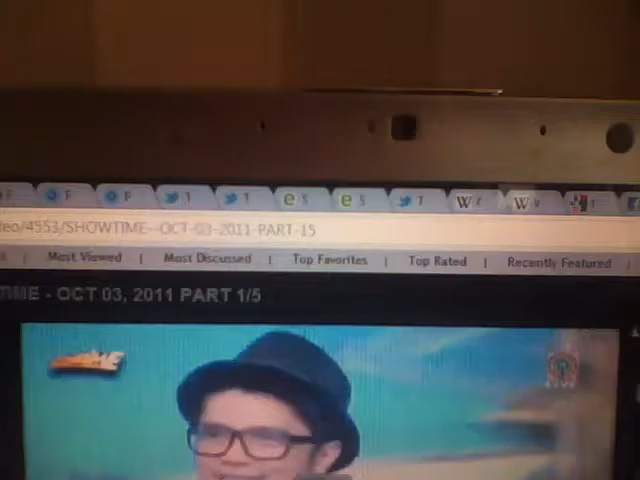 F F T T S S T W W
leo/4553/SHOWTIME--OCT-03-2011-PART-15
Most Viewed | Most Discussed | Top Favorites | Top Rated | Recently Featured |
TIME - OCT 03, 2011 PART 1/5